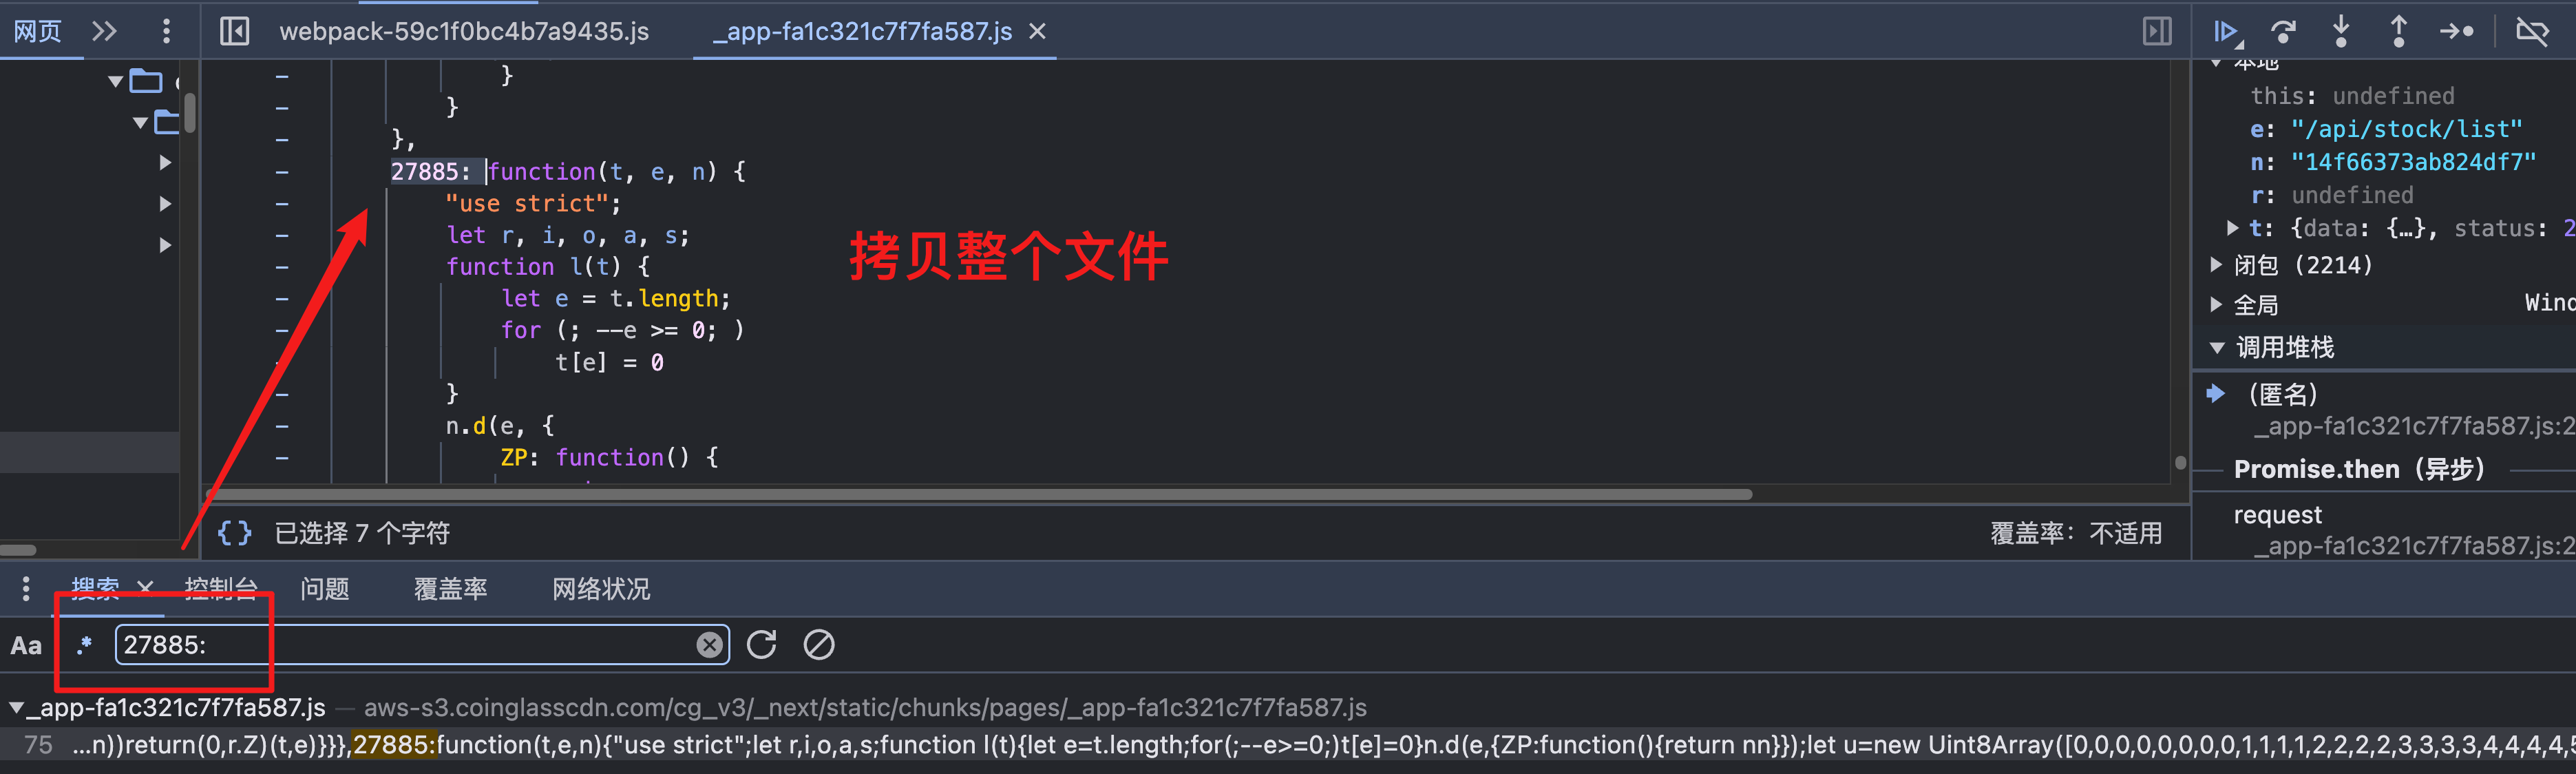 网页
webpack-59c1f0bc4b7a9435.js
_app-fa1c321c7f7fa587.js
}
}
},
27885: function(t, e, n) {
"use strict";
let r, i, o, a, s;
function l(t) {
let e = t.length;
for (; --e >= 0; )
t[e] = 0
}
n.d(e, {
ZP: function() {
拷贝整个文件
{} 已选择 7 个字符
覆盖率：不适用
本地
this: undefined
e: "/api/stock/list"
n: "14f66373ab824df7"
r: undefined
t: {data: {…}, status: 2
闭包 (2214)
全局 Wind
调用堆栈
(匿名)
_app-fa1c321c7f7fa587.js:2
Promise.then（异步）
request
_app-fa1c321c7f7fa587.js:2
搜索 控制台 问题 覆盖率 网络状况
Aa .* 27885:
_app-fa1c321c7f7fa587.js — aws-s3.coinglasscdn.com/cg_v3/_next/static/chunks/pages/_app-fa1c321c7f7fa587.js
75 …n))return(0,r.Z)(t,e)}}},27885:function(t,e,n){"use strict";let r,i,o,a,s;function l(t){let e=t.length;for(;--e>=0;)t[e]=0}n.d(e,{ZP:function(){return nn}});let u=new Uint8Array([0,0,0,0,0,0,0,0,1,1,1,1,2,2,2,2,3,3,3,3,4,4,4,4,5